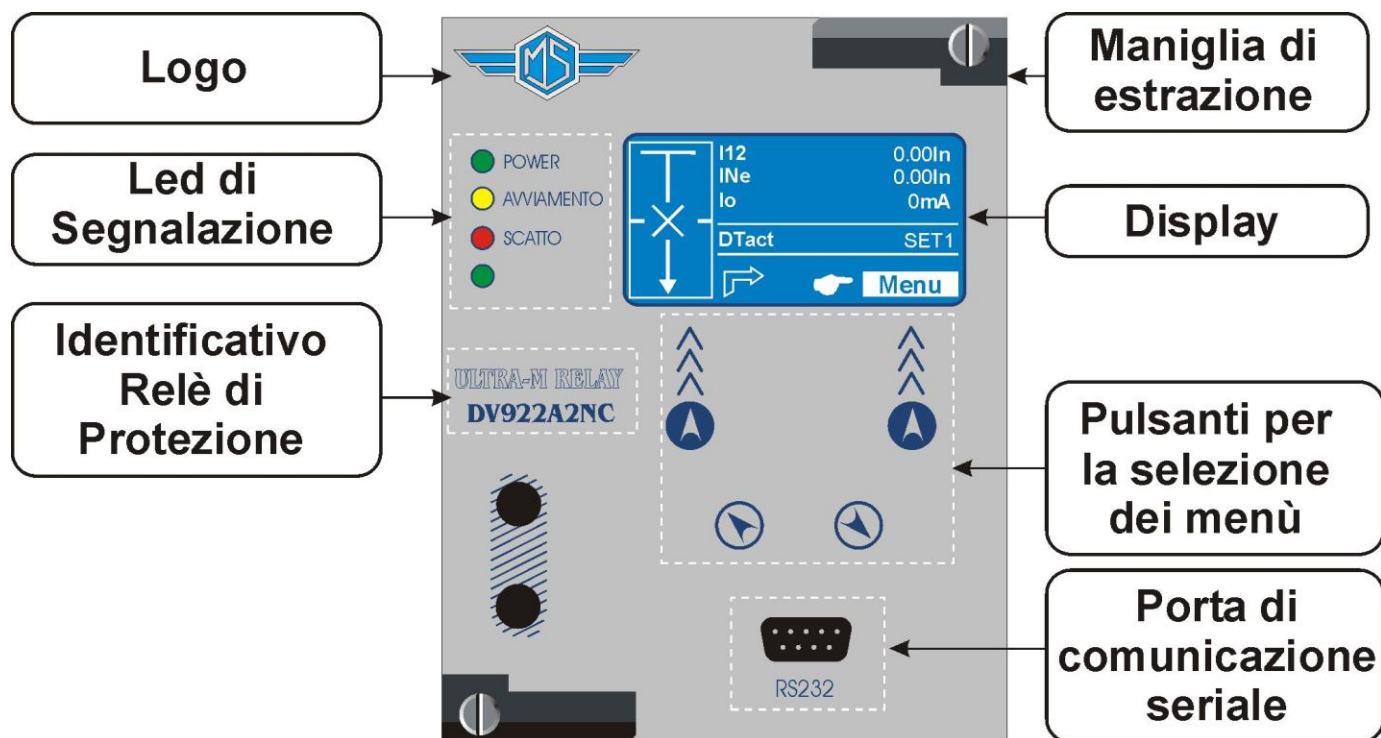 Logo
Led di
Segnalazione
Identificativo
Relè di
Protezione
MS
POWER
AVVIAMENTO
SCATTO
I12 0.00In
INe 0.00In
Io 0mA
DTact SET1
Menu
ULTRA-M RELAY
DV922A2NC
RS232
Maniglia di
estrazione
Display
Pulsanti per
la selezione
dei menù
Porta di
comunicazione
seriale